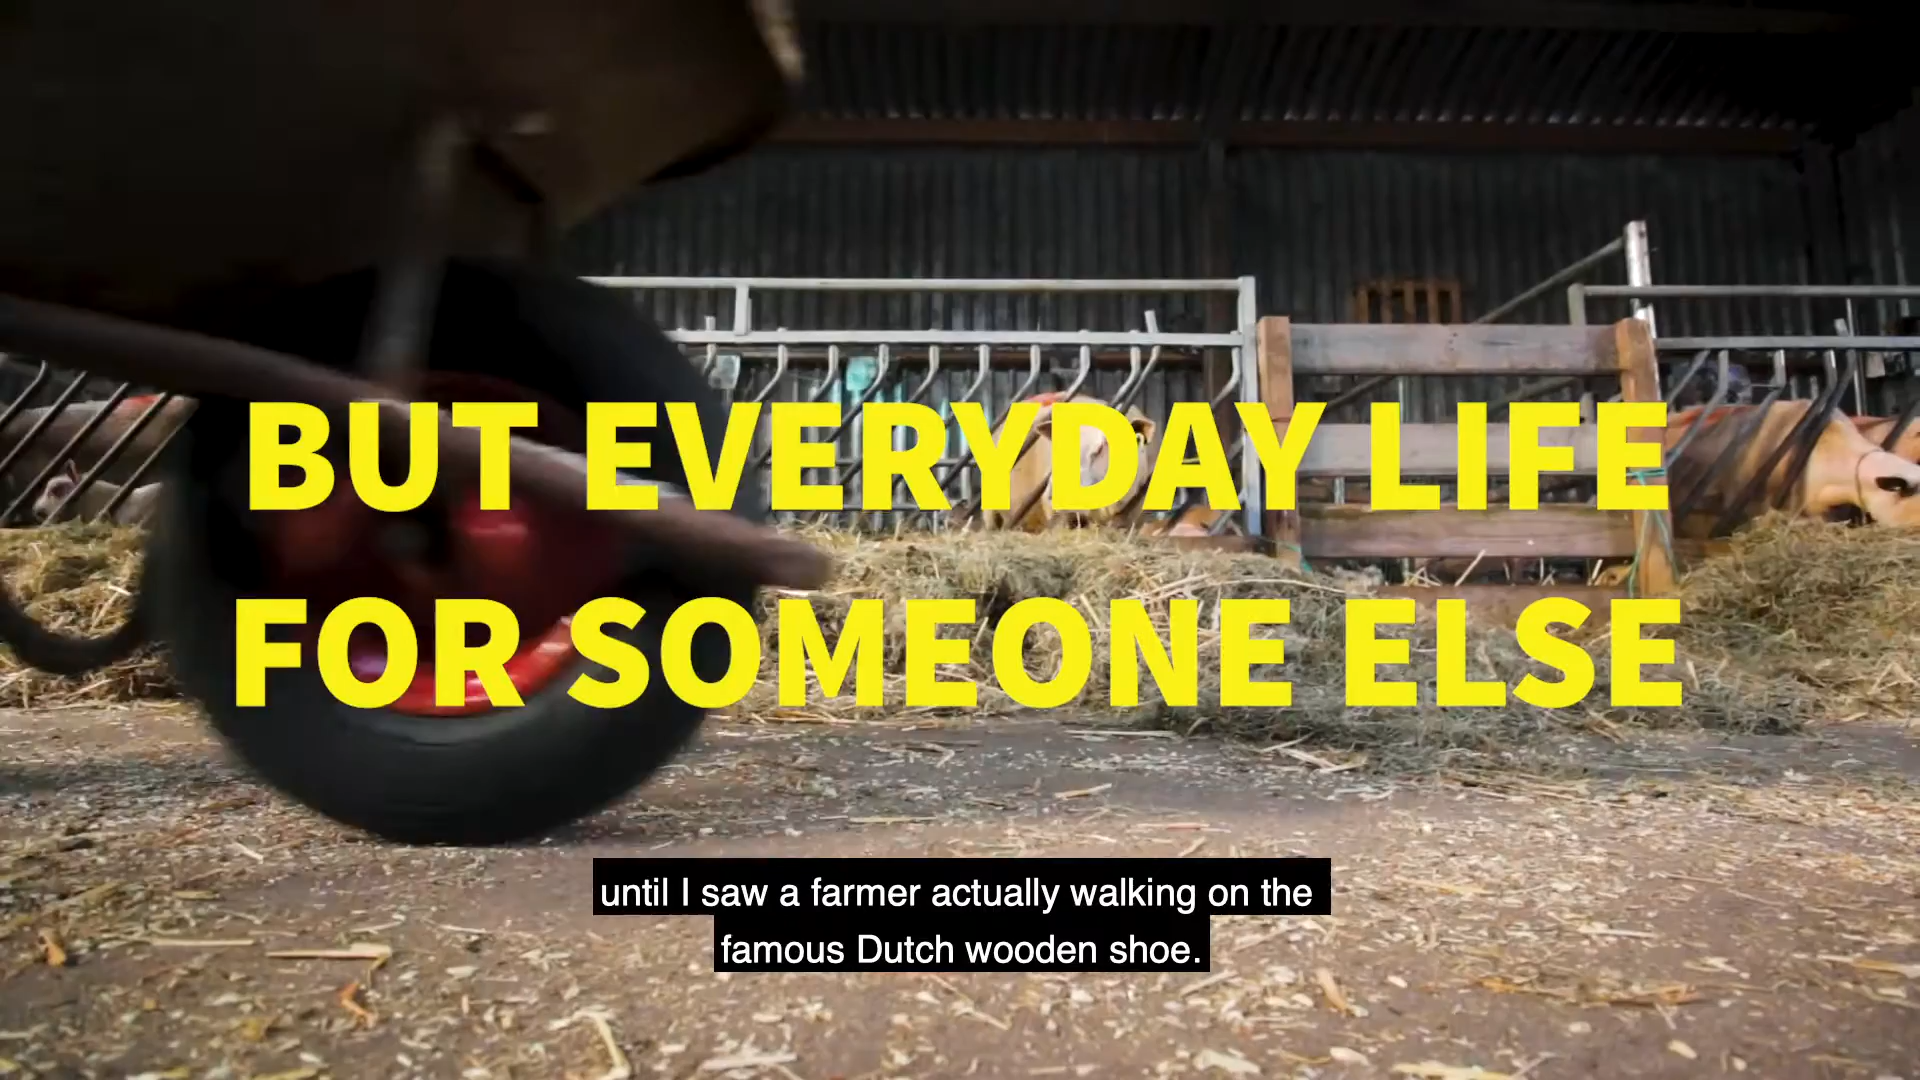 BUT EVERYDAY LIFE
FOR SOMEONE ELSE
until I saw a farmer actually walking on the
famous Dutch wooden shoe.